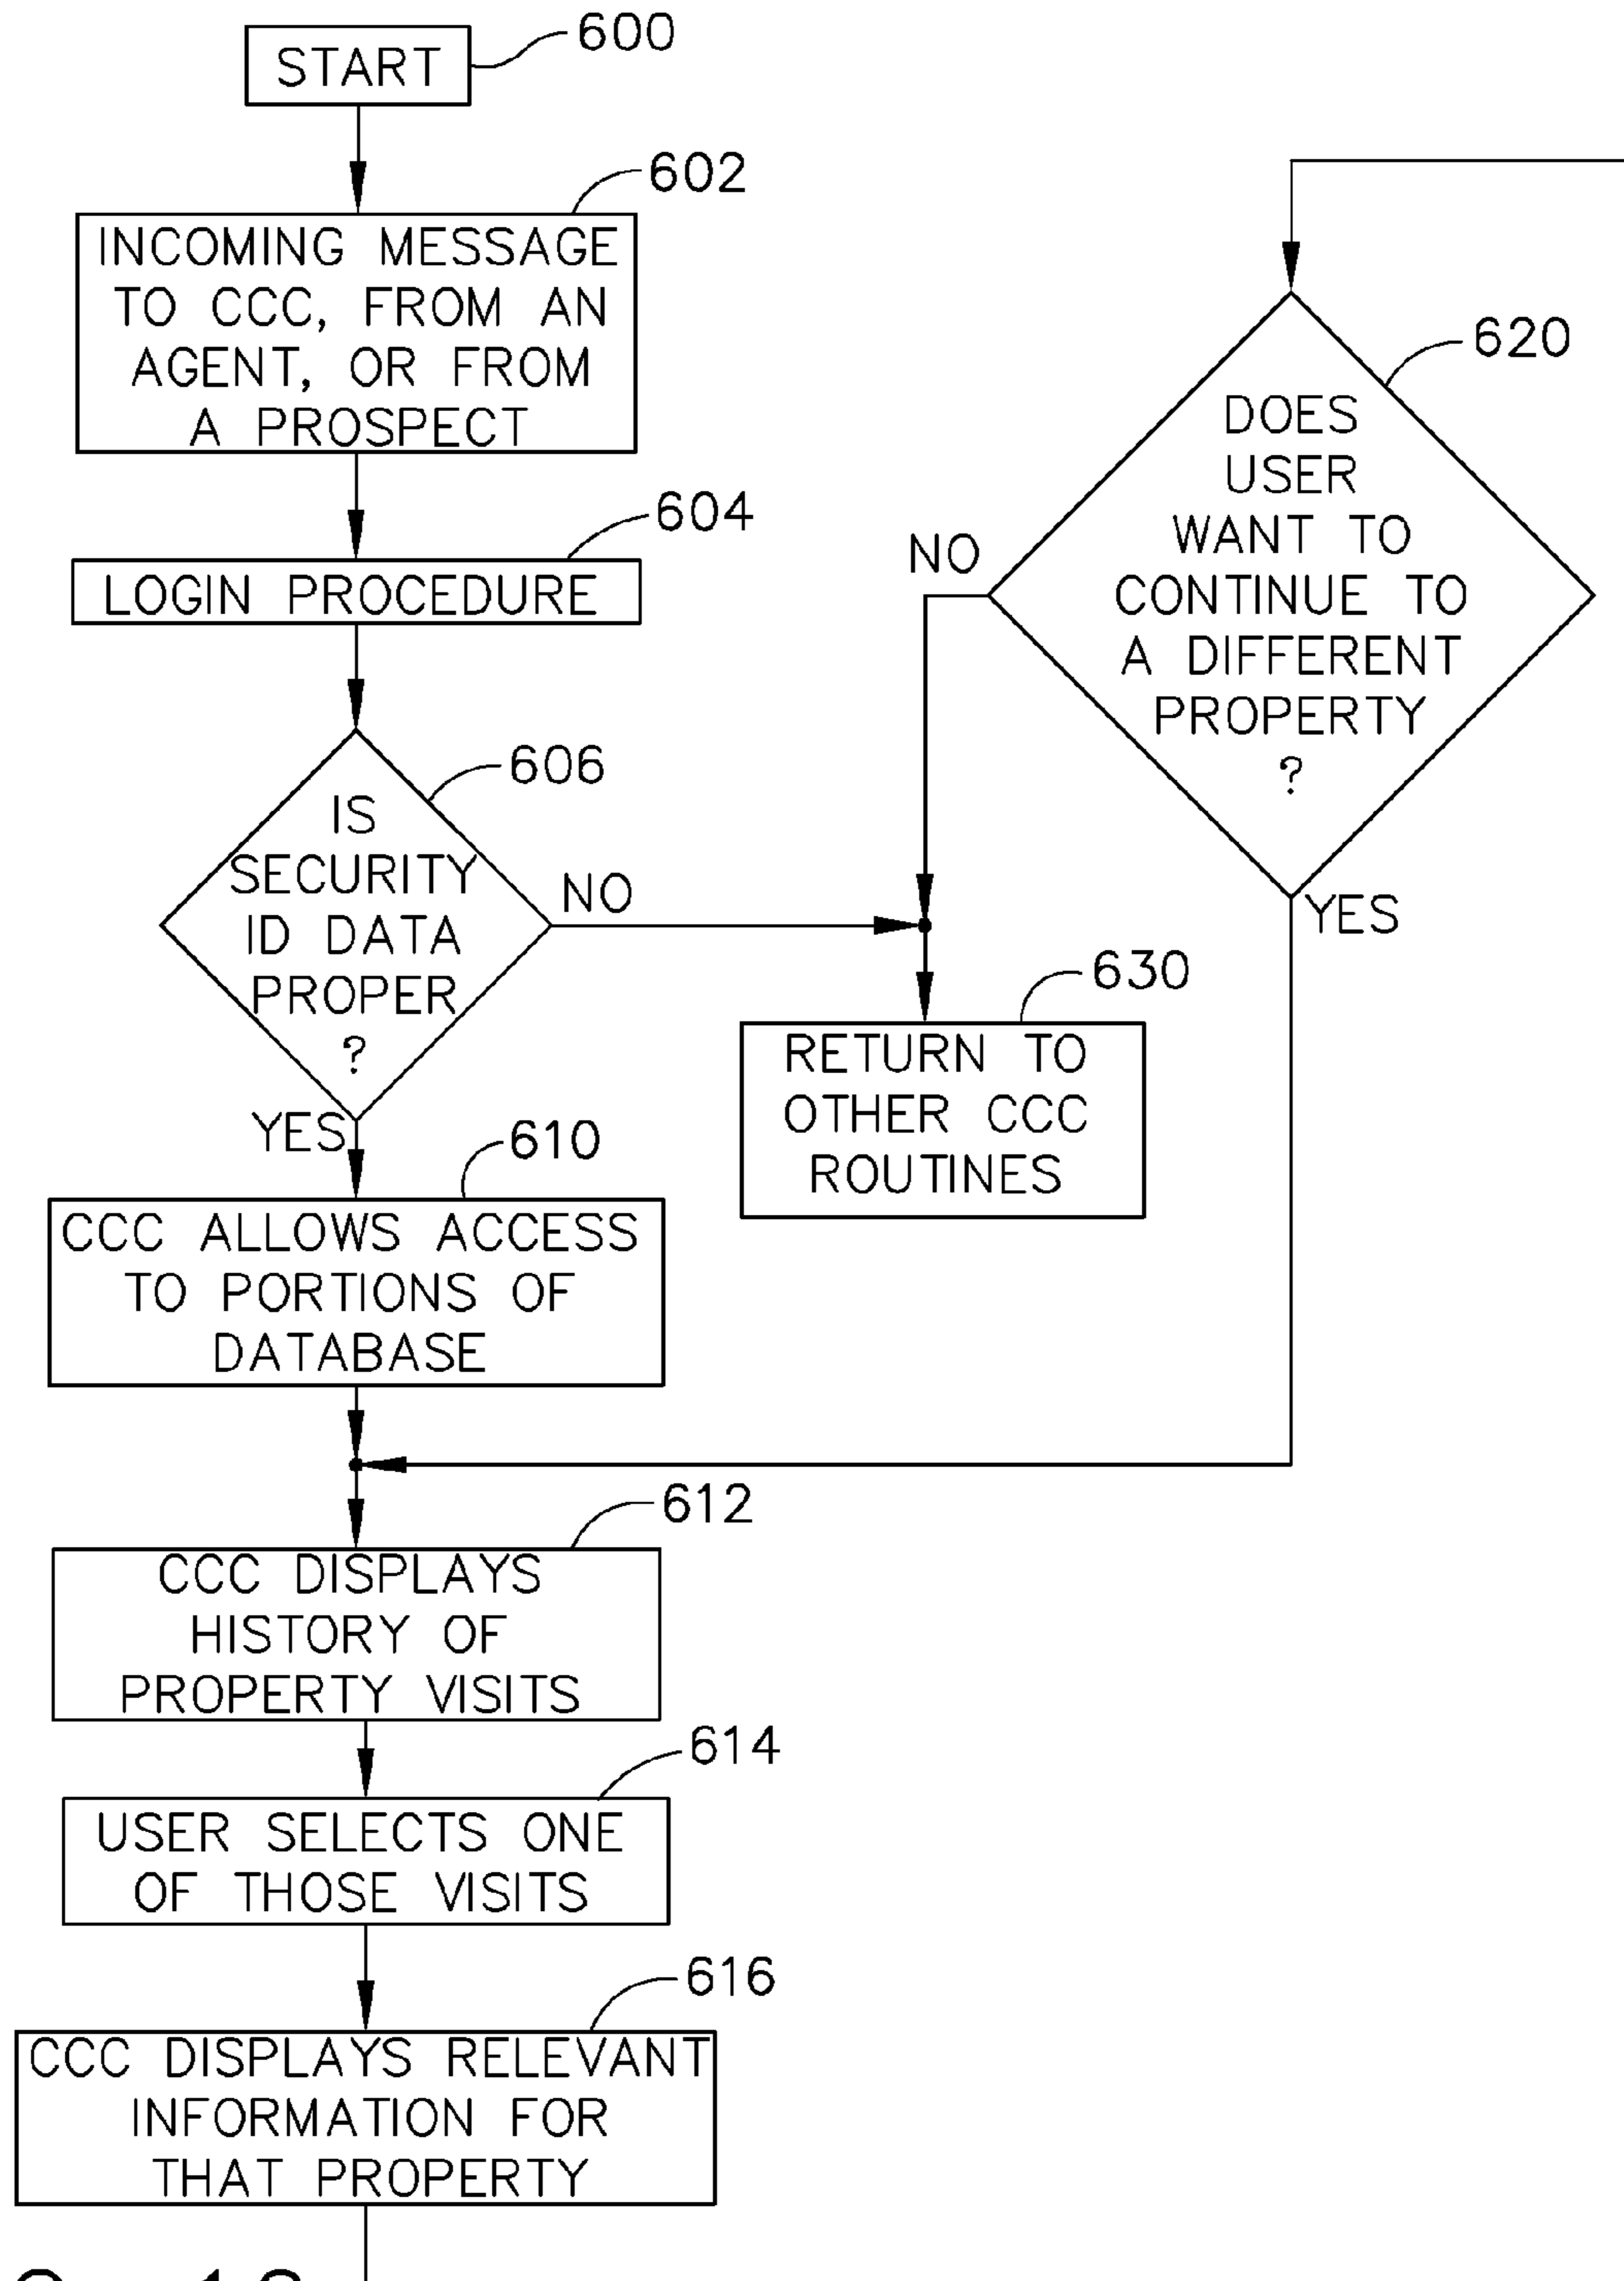 START
600
602
INCOMING MESSAGE
TO CCC, FROM AN
AGENT, OR FROM
A PROSPECT
604
LOGIN PROCEDURE
606
IS
SECURITY
ID DATA
PROPER
?
NO
YES
610
CCC ALLOWS ACCESS
TO PORTIONS OF
DATABASE
612
CCC DISPLAYS
HISTORY OF
PROPERTY VISITS
614
USER SELECTS ONE
OF THOSE VISITS
616
CCC DISPLAYS RELEVANT
INFORMATION FOR
THAT PROPERTY
620
DOES
USER
WANT TO
CONTINUE TO
A DIFFERENT
PROPERTY
?
NO
YES
630
RETURN TO
OTHER CCC
ROUTINES